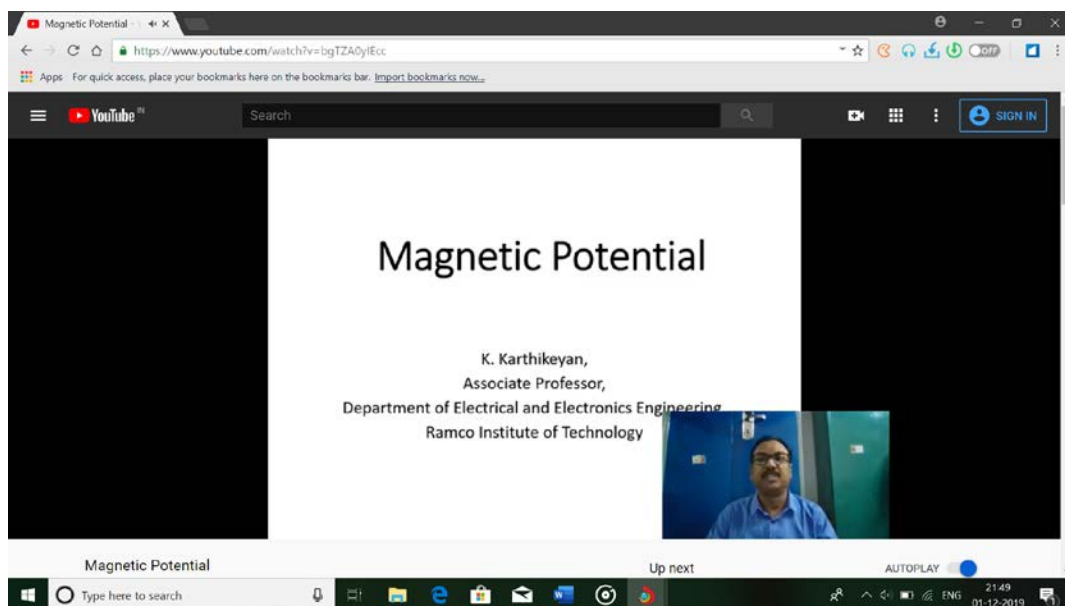 Magnetic Potential -
https://www.youtube.com/watch?v=bgTZA0yIEcc
OFF
Apps For quick access, place your bookmarks here on the bookmarks bar. Import bookmarks now...
YouTube IN
Search
SIGN IN
Magnetic Potential
K. Karthikeyan,
Associate Professor,
Department of Electrical and Electronics Engineering
Ramco Institute of Technology
Magnetic Potential
Up next
AUTOPLAY
Type here to search
ENG
21:49
01-12-2019